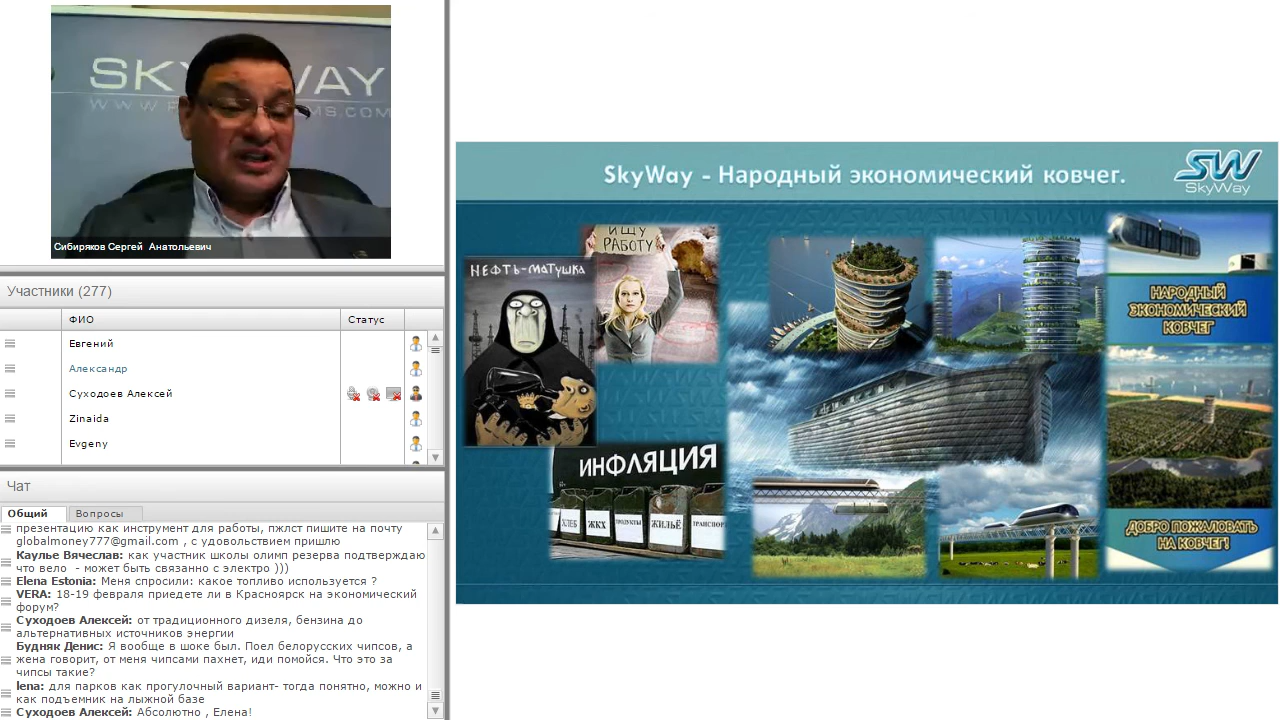 SKYWAY
Сибиряков Сергей Анатольевич
Участники (277)
ФИО
Статус
Евгений
Александр
Суходоев Алексей
Zinaida
Evgeny
Чат
Общий
Вопросы
презентацию как инструмент для работы, пжлст пишите на почту
globalmoney777@gmail.com , с удовольствием пришлю
Каулье Вячеслав: как участник школы олимп резерва подтверждаю
что вело - может быть связанно с электро )))
Elena Estonia: Меня спросили: какое топливо используется ?
VERA: 18-19 февраля приедете ли в Красноярск на экономический
форум?
Суходоев Алексей: от традиционного дизеля, бензина до
альтернативных источников энергии
Будняк Денис: Я вообще в шоке был. Поел белорусских чипсов, а
жена говорит, от меня чипсами пахнет, иди помойся. Что это за
чипсы такие?
lena: для парков как прогулочный вариант- тогда понятно, можно и
как подъемник на лыжной базе
Суходоев Алексей: Абсолютно , Елена!
SkyWay - Народный экономический ковчег.
SW
SkyWay
ИЩУ
РАБОТУ
НЕФТЬ-МАТУШКА
ИНФЛЯЦИЯ
ХЛЕБ
ЖКХ
ПРОДУКТЫ
ЖИЛЬЁ
ТРАНСПОРТ
НАРОДНЫЙ
ЭКОНОМИЧЕСКИЙ
КОВЧЕГ
ДОБРО ПОЖАЛОВАТЬ
НА КОВЧЕГ!